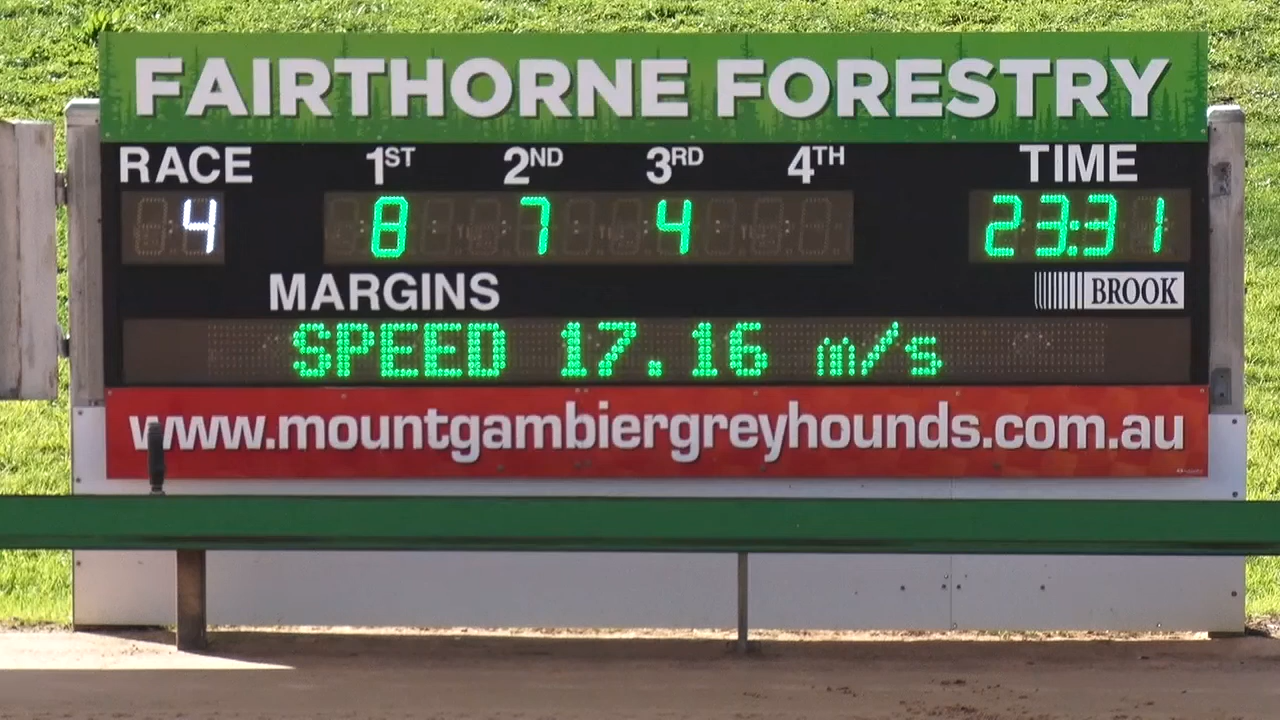 FAIRTHORNE FORESTRY
RACE 1ST 2ND 3RD 4TH TIME
4 8 7 4 23:31
MARGINS BROOK
SPEED 17.16 m/s
www.mountgambiergreyhounds.com.au